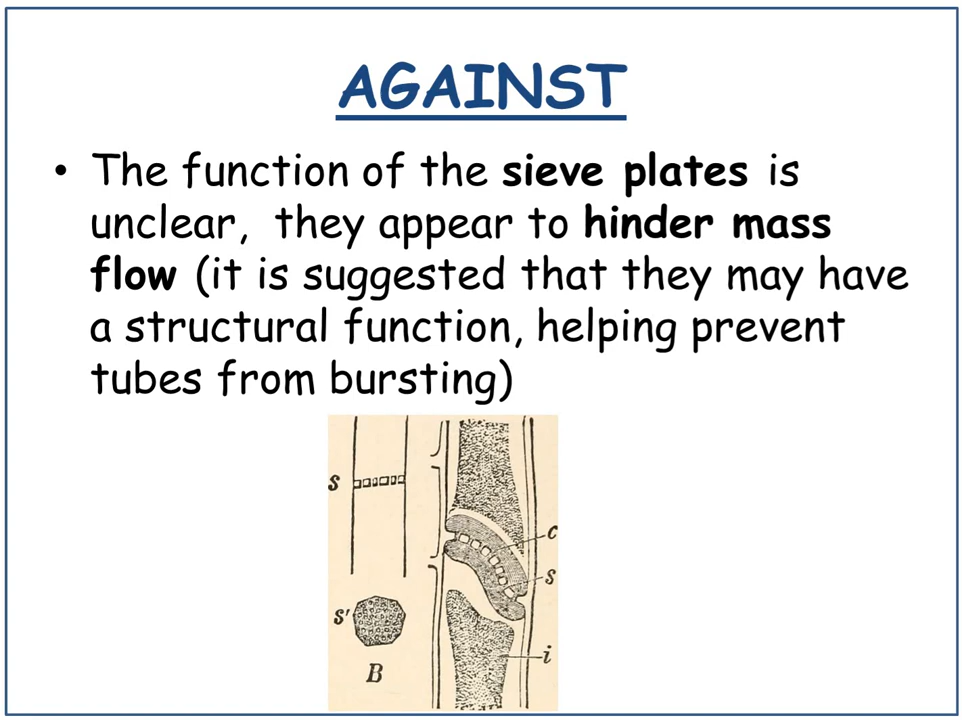 AGAINST
• The function of the sieve plates is
unclear, they appear to hinder mass
flow (it is suggested that they may have
a structural function, helping prevent
tubes from bursting)
s
c
s
s'
i
B